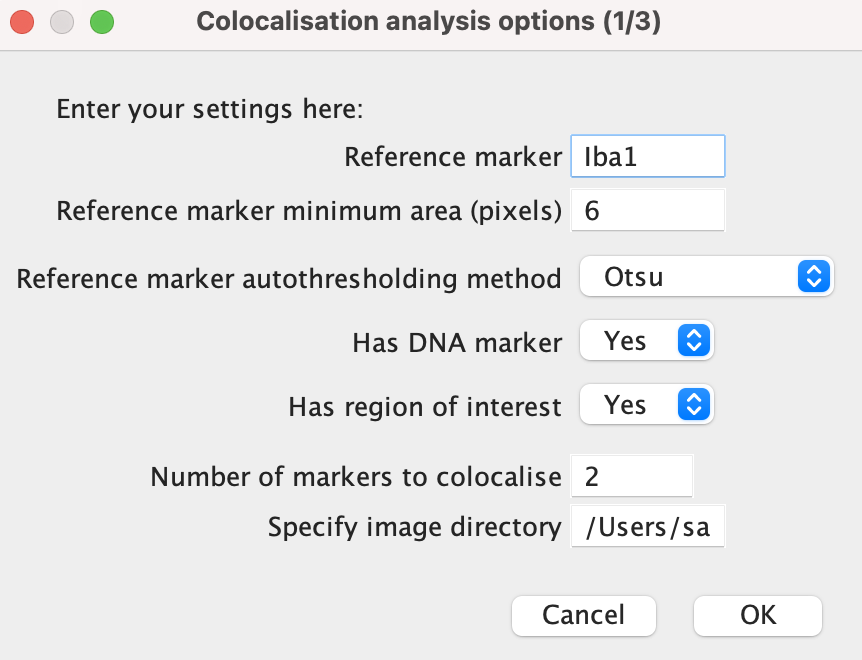 Colocalisation analysis options (1/3)
Enter your settings here:
Reference marker Iba1
Reference marker minimum area (pixels) 6
Reference marker autothresholding method Otsu
Has DNA marker Yes
Has region of interest Yes
Number of markers to colocalise 2
Specify image directory /Users/sa
Cancel OK